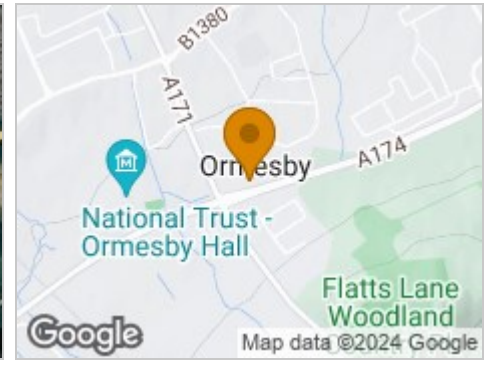 B1380
A171
Ormesby
A174
National Trust -
Ormesby Hall
Flatts Lane
Woodland
Google
Map data ©2024 Google